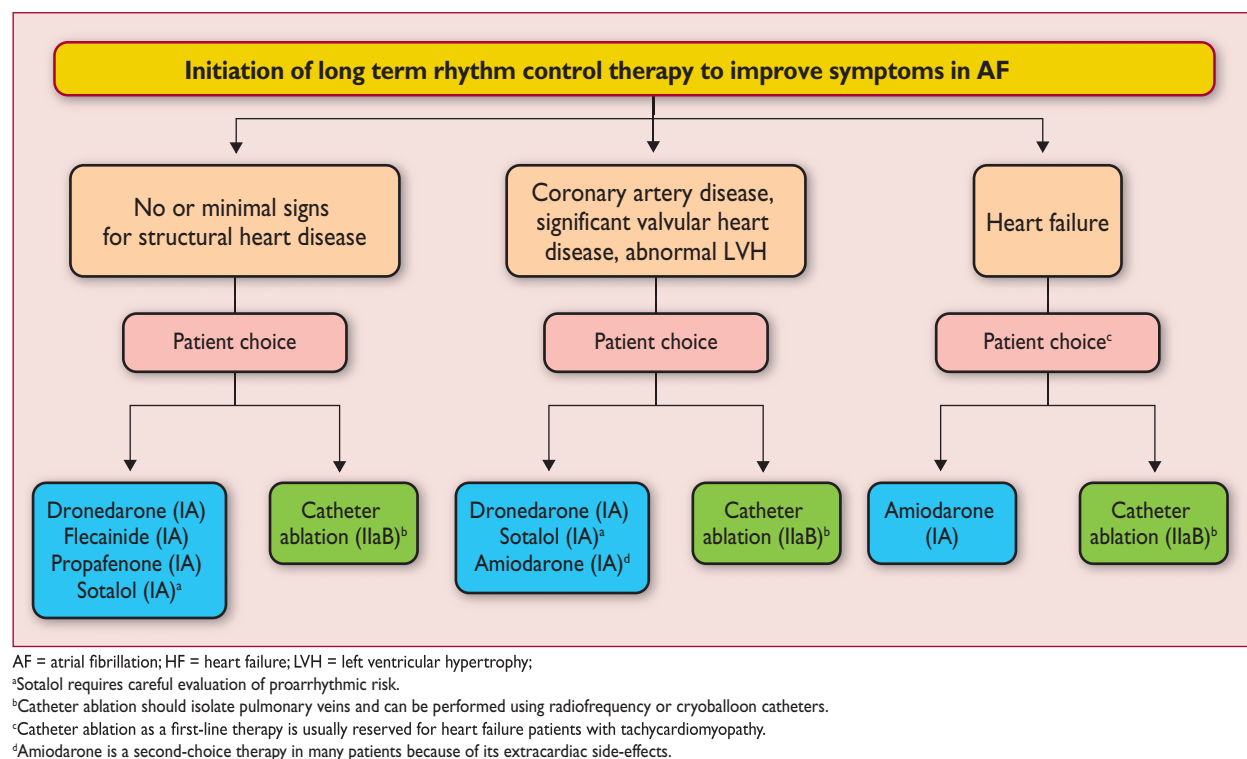 Initiation of long term rhythm control therapy to improve symptoms in AF
No or minimal signs
for structural heart disease
Coronary artery disease,
significant valvular heart
disease, abnormal LVH
Heart failure
Patient choice
Patient choice
Patient choiceᶜ
Dronedarone (IA)
Flecainide (IA)
Propafenone (IA)
Sotalol (IA)ᵃ
Catheter
ablation (IIaB)ᵇ
Dronedarone (IA)
Sotalol (IA)ᵃ
Amiodarone (IA)ᵈ
Catheter
ablation (IIaB)ᵇ
Amiodarone
(IA)
Catheter
ablation (IIaB)ᵇ
AF = atrial fibrillation; HF = heart failure; LVH = left ventricular hypertrophy;
ᵃSotalol requires careful evaluation of proarrhythmic risk.
ᵇCatheter ablation should isolate pulmonary veins and can be performed using radiofrequency or cryoballoon catheters.
ᶜCatheter ablation as a first-line therapy is usually reserved for heart failure patients with tachycardiomyopathy.
ᵈAmiodarone is a second-choice therapy in many patients because of its extracardiac side-effects.